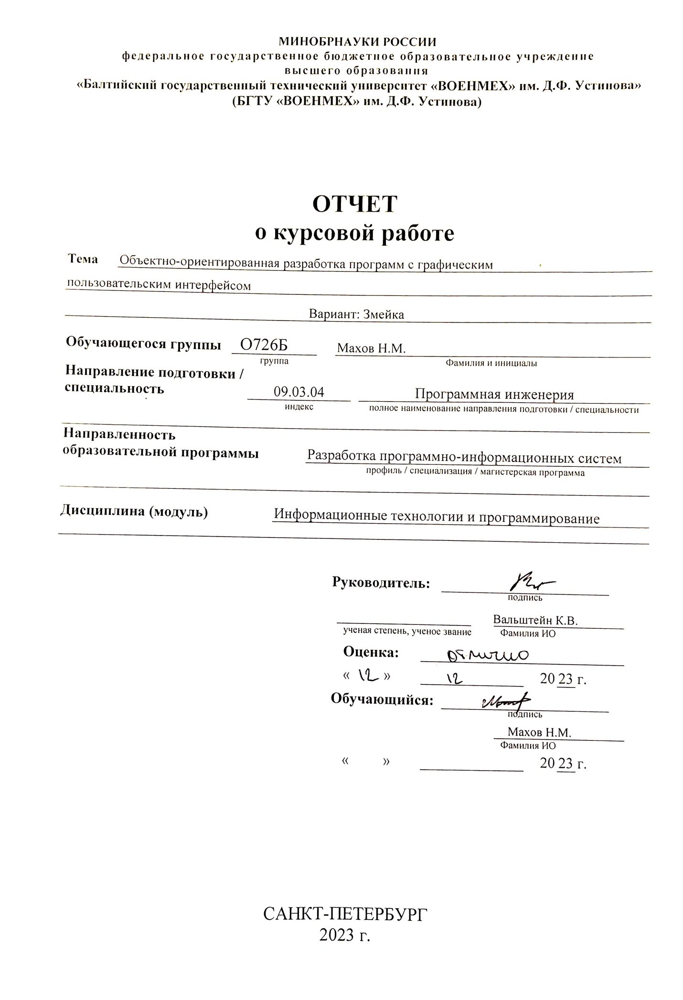 МИНОБРНАУКИ РОССИИ
федеральное государственное бюджетное образовательное учреждение
высшего образования
«Балтийский государственный технический университет «ВОЕНМЕХ» им. Д.Ф. Устинова»
(БГТУ «ВОЕНМЕХ» им. Д.Ф. Устинова)
ОТЧЕТ
о курсовой работе
Тема Объектно-ориентированная разработка программ с графическим
пользовательским интерфейсом
Вариант: Змейка
Обучающегося группы О726Б Махов Н.М.
группа Фамилия и инициалы
Направление подготовки /
специальность 09.03.04 Программная инженерия
индекс полное наименование направления подготовки / специальности
Направленность
образовательной программы Разработка программно-информационных систем
профиль / специализация / магистерская программа
Дисциплина (модуль) Информационные технологии и программирование
Руководитель:
подпись
Вальштейн К.В.
ученая степень, ученое звание Фамилия ИО
Оценка: отлично
« 12 » 12 20 23 г.
Обучающийся:
подпись
Махов Н.М.
Фамилия ИО
« » 20 23 г.
САНКТ-ПЕТЕРБУРГ
2023 г.